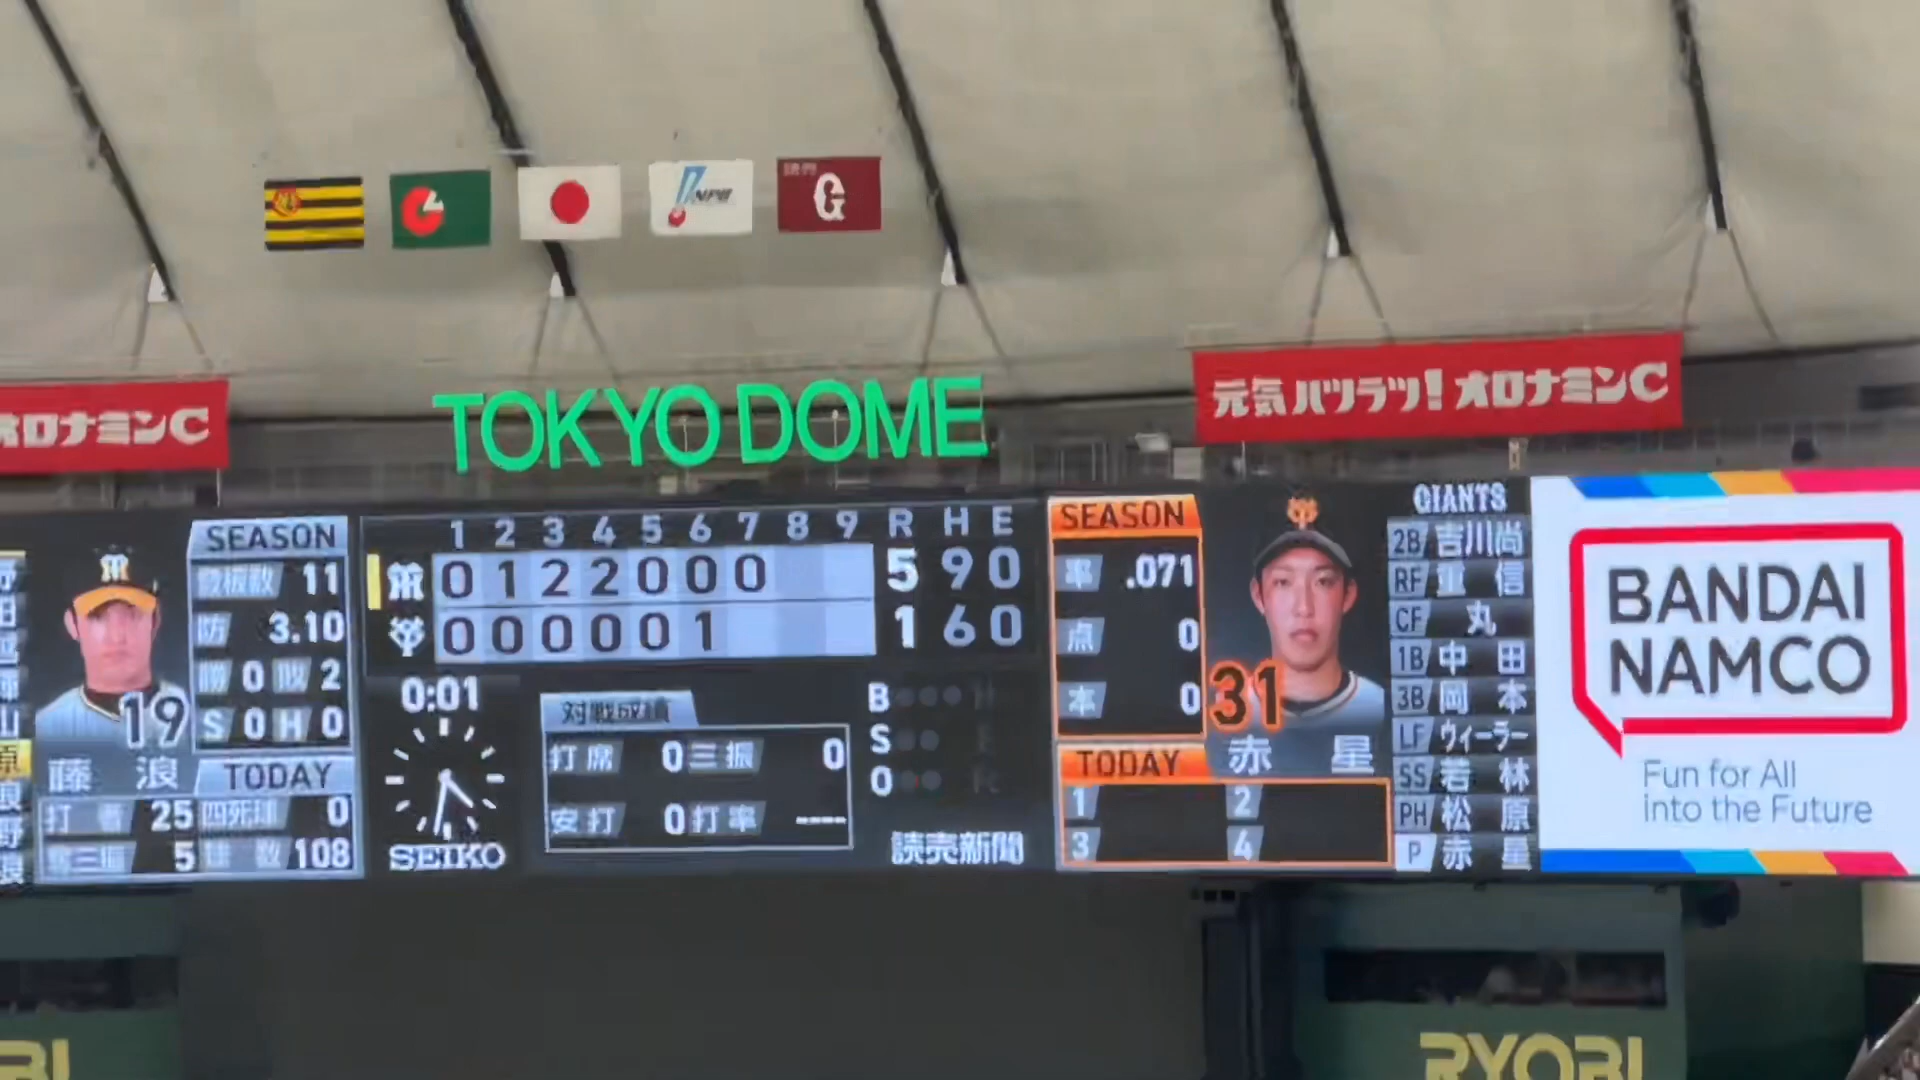 NPB
読売
G
オロナミンC
TOKYO DOME
元気ハツラツ!オロナミンC
SEASON
登板数 11
防 3.10
勝 0 敗 2
S 0 H 0
19
藤浪
TODAY
打者 25 四死球 0
奪三振 5 球数 108
1 2 3 4 5 6 7 8 9 R H E
0 1 2 2 0 0 0 5 9 0
0 0 0 0 0 1 1 6 0
0:01
SEIKO
対戦成績
打席 0 三振 0
安打 0 打率 ----
B
S
O
H
E
読売新聞
SEASON
率 .071
点 0
本 0
31
赤星
TODAY
1 2
3 4
GIANTS
2B 吉川尚
RF 重信
CF 丸
1B 中田
3B 岡本
LF ウィーラー
SS 若林
PH 松原
P 赤星
BANDAI
NAMCO
Fun for All
into the Future
RYOBI